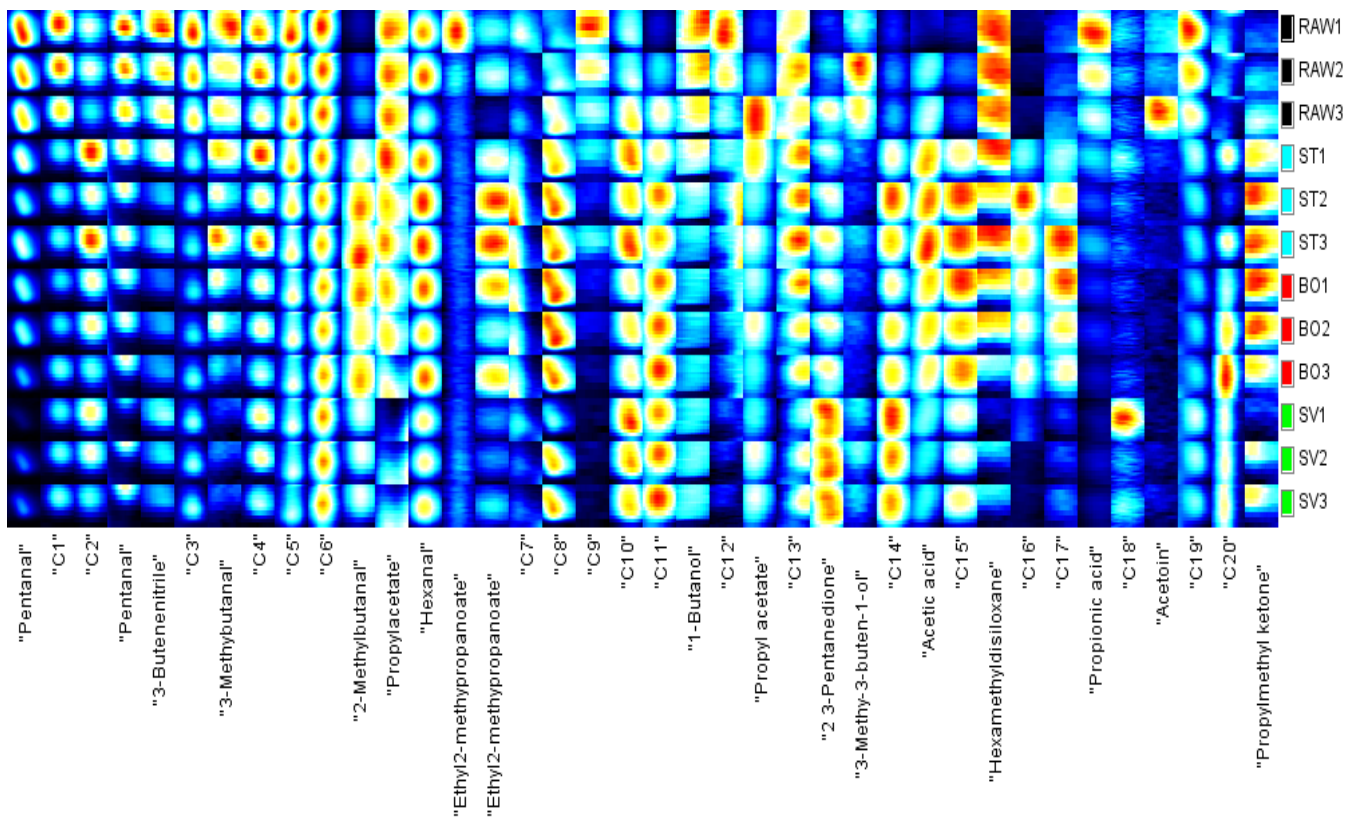 RAW1
RAW2
RAW3
ST1
ST2
ST3
BO1
BO2
BO3
SV1
SV2
SV3
"Pentanal"
"C1"
"C2"
"Pentanal"
"3-Butenenitrile"
"C3"
"3-Methybutanal"
"C4"
"C5"
"C6"
"2-Methylbutanal"
"Propylacetate"
"Hexanal"
"Ethyl2-methypropanoate"
"Ethyl2-methypropanoate"
"C7"
"C8"
"C9"
"C10"
"C11"
"1-Butanol"
"C12"
"Propyl acetate"
"C13"
"2 3-Pentanedione"
"3-Methy-3-buten-1-ol"
"C14"
"Acetic acid"
"C15"
"Hexamethyldisiloxane"
"C16"
"C17"
"Propionic acid"
"C18"
"Acetoin"
"C19"
"C20"
"Propylmethyl ketone"